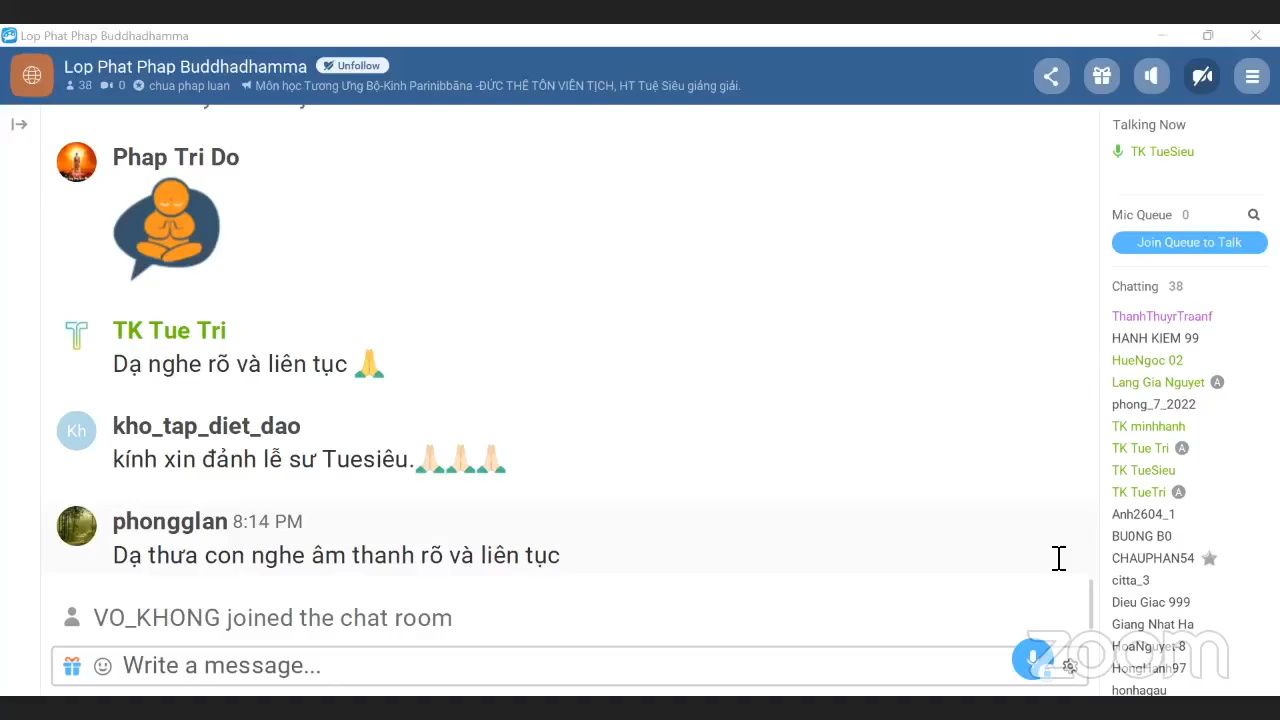 Lop Phat Phap Buddhadhamma
Lop Phat Phap Buddhadhamma Unfollow
38 0 chua phap luan Môn học Tương Ưng Bộ-Kinh Parinibbāna -ĐỨC THẾ TÔN VIÊN TỊCH, HT Tuệ Siêu giảng giải.
Phap Tri Do
TK Tue Tri
Dạ nghe rõ và liên tục 🙏
Kh kho_tap_diet_dao
kính xin đảnh lễ sư Tuesiêu.🙏🏻🙏🏻🙏🏻
phongglan 8:14 PM
Dạ thưa con nghe âm thanh rõ và liên tục
VO_KHONG joined the chat room
Write a message...
Talking Now
TK TueSieu
Mic Queue 0
Join Queue to Talk
Chatting 38
ThanhThuyrTraanf
HANH KIEM 99
HueNgoc 02
Lang Gia Nguyet A
phong_7_2022
TK minhhanh
TK Tue Tri A
TK TueSieu
TK TueTri A
Anh2604_1
BU0NG B0
CHAUPHAN54
citta_3
Dieu Giac 999
Giang Nhat Ha
HoaNguyet-8
HongHanh97
honhagau
zoom